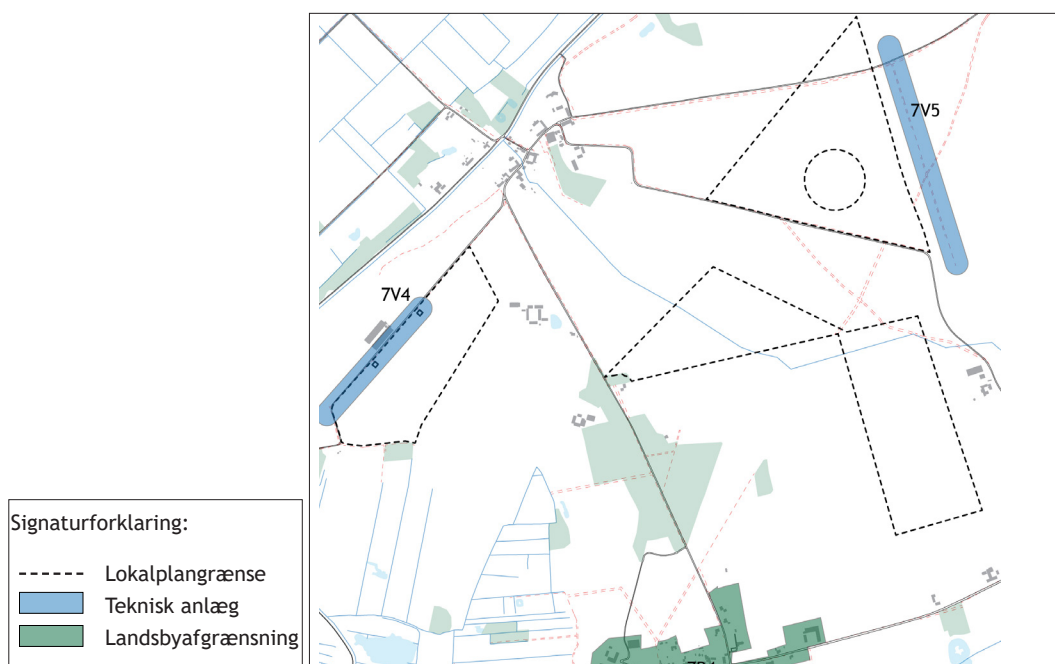 7V5
7V4
Signaturforklaring:
Lokalplangrænse
Teknisk anlæg
Landsbyafgrænsning